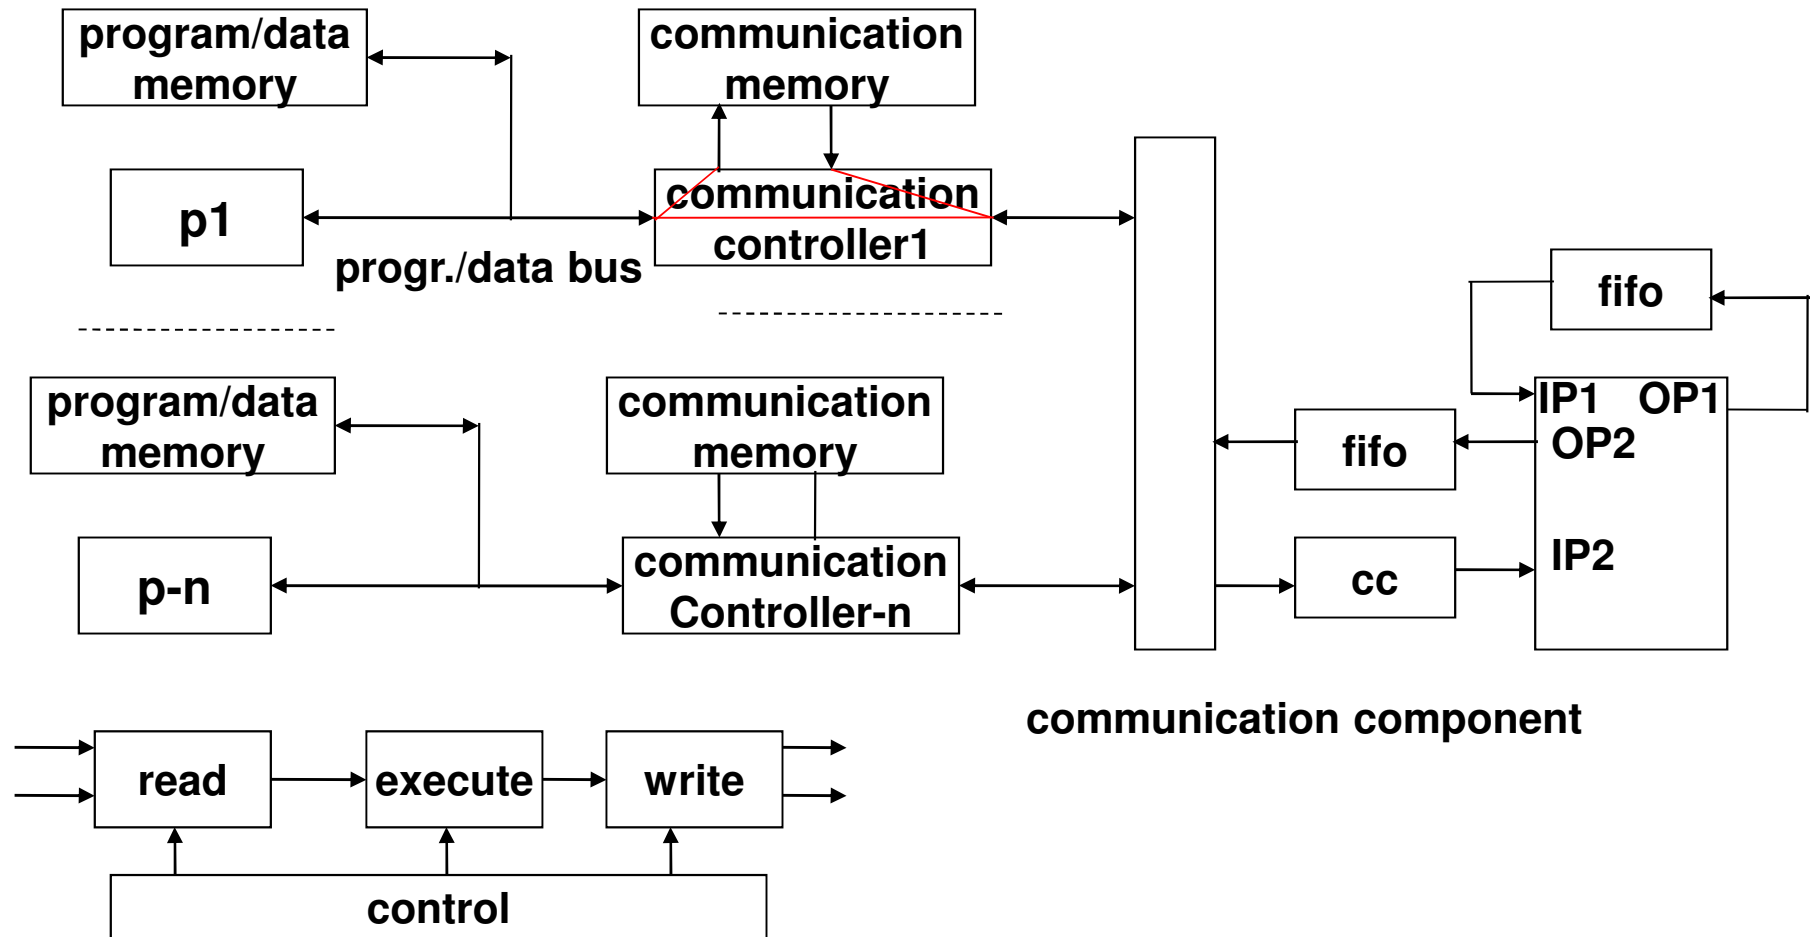 program/data
memory
communication
memory
p1
communication
controller1
progr./data bus
fifo
program/data
memory
communication
memory
IP1 OP1
OP2
fifo
IP2
p-n
communication
Controller-n
cc
communication component
read
execute
write
control